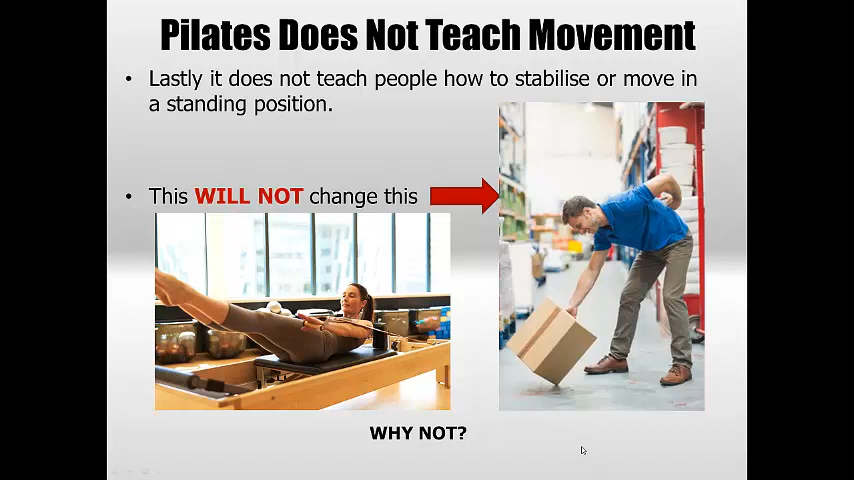 Pilates Does Not Teach Movement
• Lastly it does not teach people how to stabilise or move in
a standing position.
• This WILL NOT change this
WHY NOT?